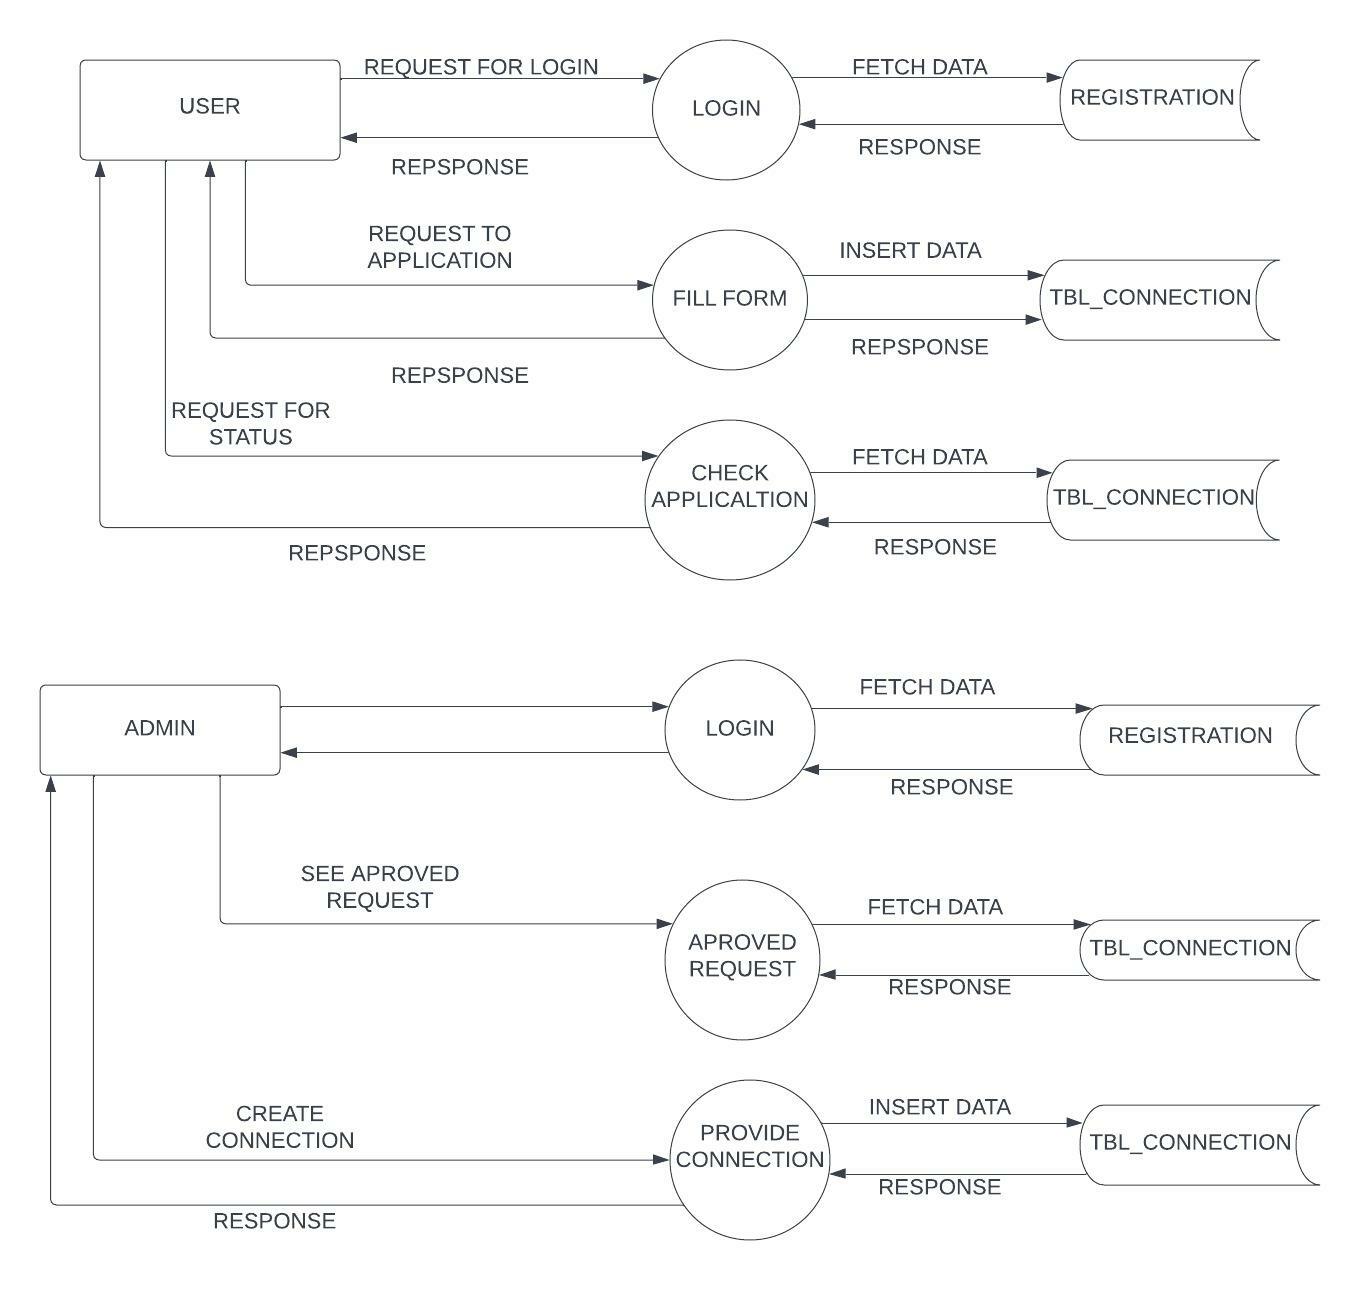 REQUEST FOR LOGIN
FETCH DATA
USER
LOGIN
REGISTRATION
REPSPONSE
RESPONSE
REQUEST TO
APPLICATION
INSERT DATA
FILL FORM
TBL_CONNECTION
REPSPONSE
REPSPONSE
REQUEST FOR
STATUS
CHECK
APPLICALTION
FETCH DATA
TBL_CONNECTION
REPSPONSE
RESPONSE
FETCH DATA
ADMIN
LOGIN
REGISTRATION
RESPONSE
SEE APROVED
REQUEST
FETCH DATA
APROVED
REQUEST
TBL_CONNECTION
RESPONSE
CREATE
CONNECTION
INSERT DATA
PROVIDE
CONNECTION
TBL_CONNECTION
RESPONSE
RESPONSE